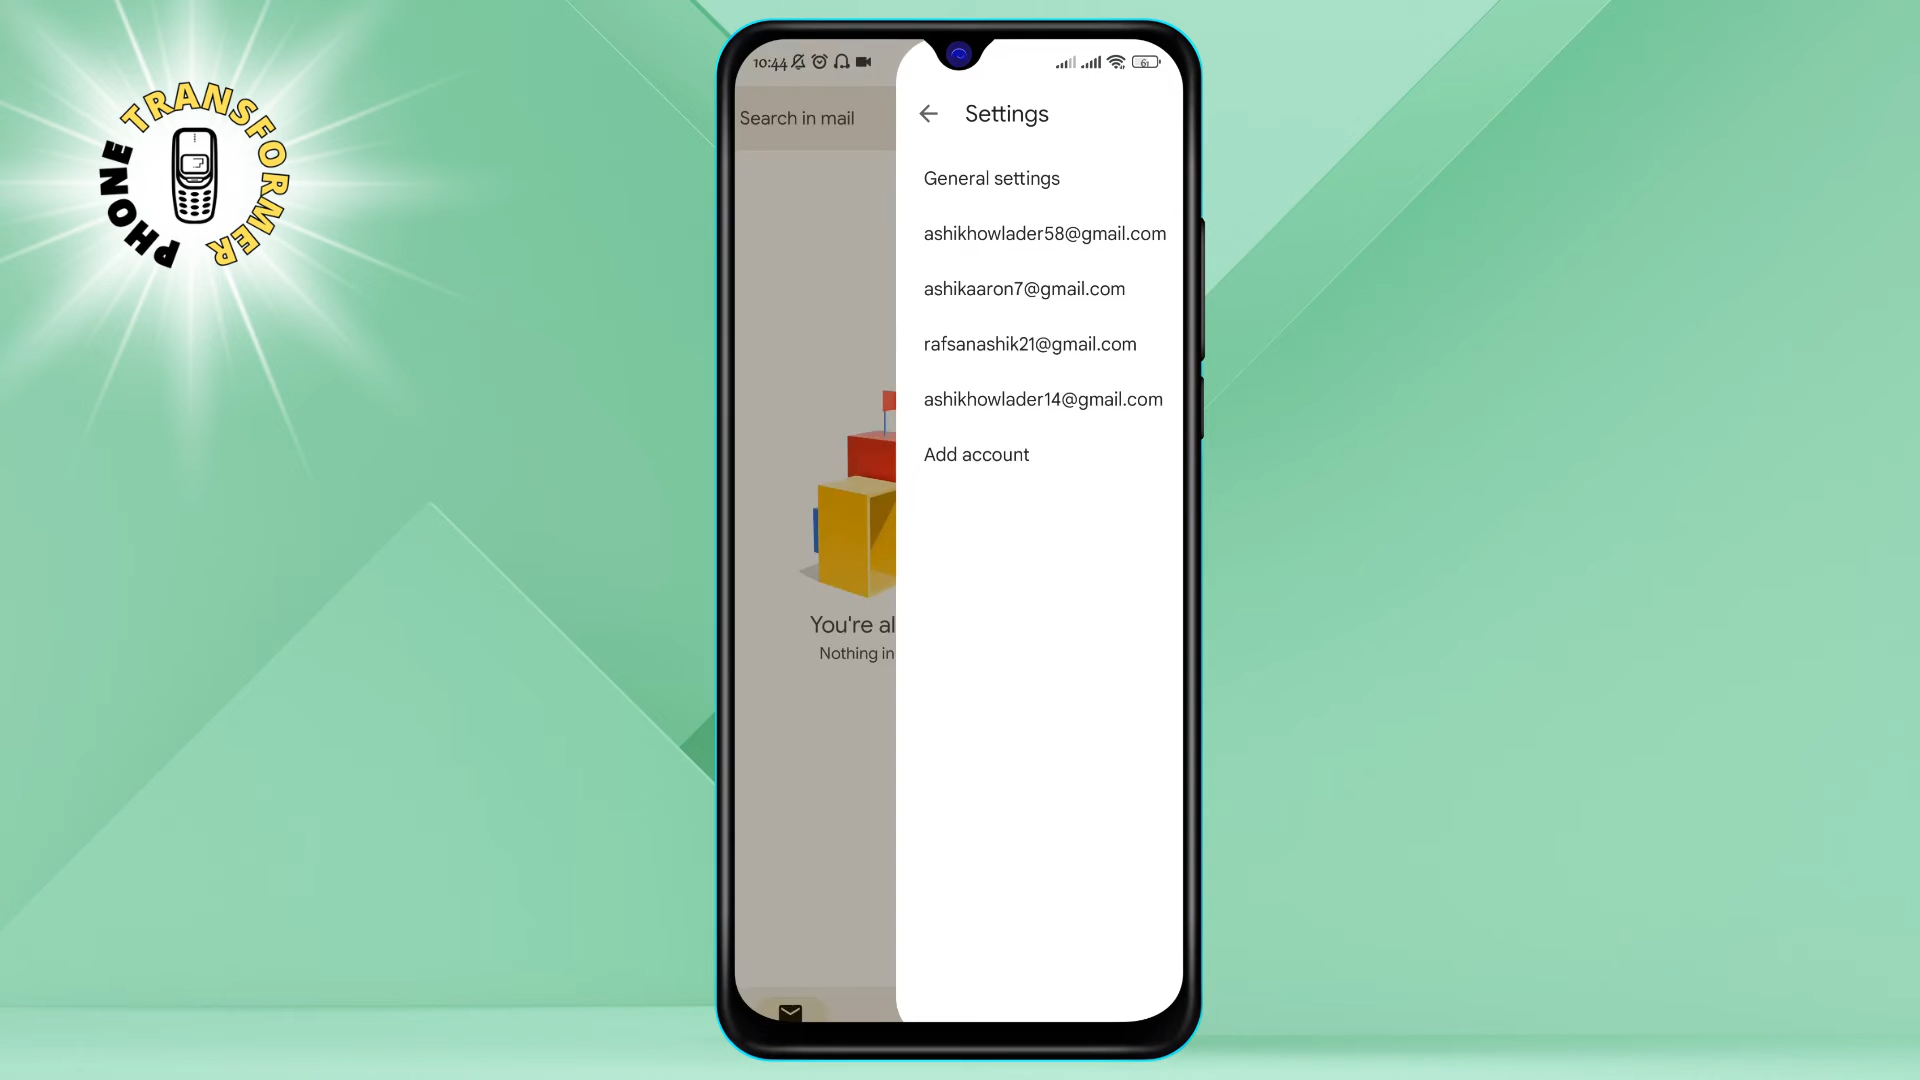 PHONE TRANSFORMER
10:44
61
Search in mail
Settings
General settings
ashikhowlader58@gmail.com
ashikaaron7@gmail.com
rafsanashik21@gmail.com
ashikhowlader14@gmail.com
Add account
You're al
Nothing in